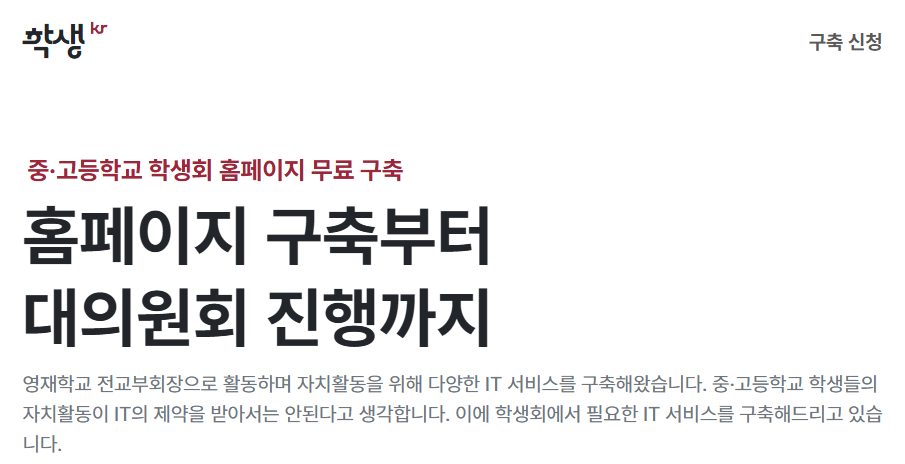 학생 kr
구축 신청
중·고등학교 학생회 홈페이지 무료 구축
홈페이지 구축부터
대의원회 진행까지
영재학교 전교부회장으로 활동하며 자치활동을 위해 다양한 IT 서비스를 구축해왔습니다. 중·고등학교 학생들의
자치활동이 IT의 제약을 받아서는 안된다고 생각합니다. 이에 학생회에서 필요한 IT 서비스를 구축해드리고 있습
니다.